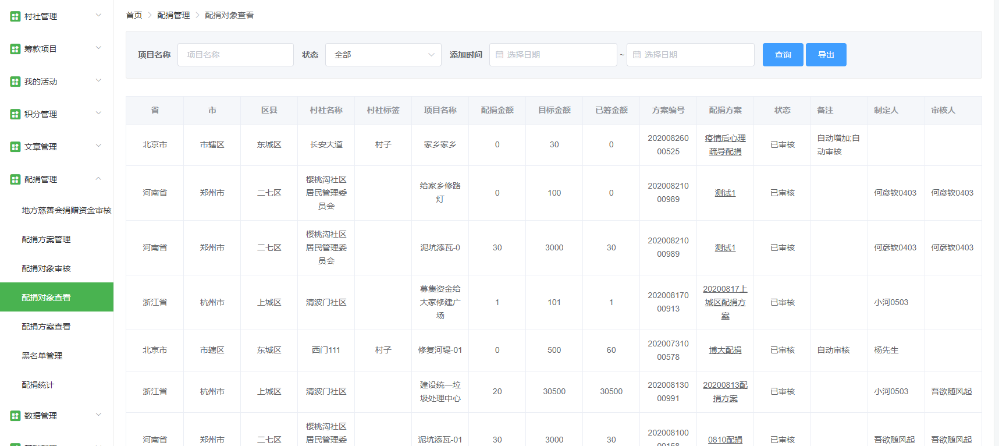 村社管理
筹款项目
我的活动
积分管理
文章管理
配捐管理
地方慈善会捐赠资金审核
配捐方案管理
配捐对象审核
配捐对象查看
配捐方案查看
黑名单管理
配捐统计
数据管理
首页 > 配捐管理 > 配捐对象查看
项目名称 项目名称 状态 全部 添加时间 选择日期 ~ 选择日期 查询 导出
省 市 区县 村社名称 村社标签 项目名称 配捐金额 目标金额 已筹金额 方案编号 配捐方案 状态 备注 制定人 审核人
北京市 市辖区 东城区 长安大道 村子 家乡家乡 0 30 0 202008260 00525 疫情后心理 疏导配捐 已审核 自动增加;自 动审核
河南省 郑州市 二七区 樱桃沟社区 居民管理委 员会 给家乡修路 灯 0 100 0 202008210 00989 测试1 已审核 何彦钦0403 何彦钦0403
河南省 郑州市 二七区 樱桃沟社区 居民管理委 员会 泥坑添瓦-0 30 3000 30 202008210 00989 测试1 已审核 何彦钦0403 何彦钦0403
浙江省 杭州市 上城区 清波门社区 募集资金给 大家修建广 场 1 101 1 202008170 00913 20200817上 城区配捐方 案 已审核 小河0503
北京市 市辖区 东城区 西门111 村子 修复河堤-01 0 500 60 202007310 00578 博大配捐 已审核 自动审核 杨先生
浙江省 杭州市 上城区 清波门社区 建设统一垃 圾处理中心 20 30500 30500 202008130 00991 20200813配 捐方案 已审核 小河0503 吾欲随风起
河南省 郑州市 二七区 樱桃沟社区 居民管理委 泥坑添瓦-01 30 3000 30 202008100 0810配捐 已审核 吾欲随风起 吾欲随风起